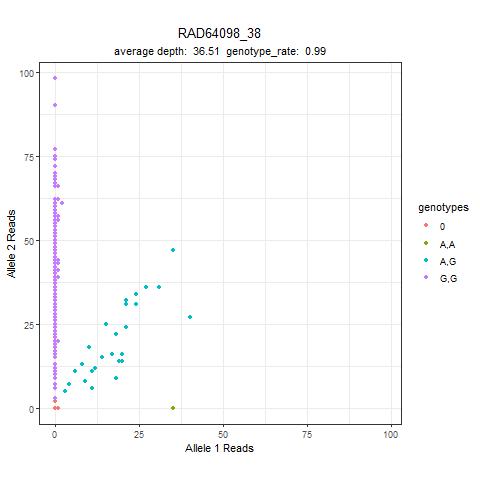 RAD64098_38
average depth: 36.51 genotype_rate: 0.99
100
75
50
25
0
Allele 2 Reads
0 25 50 75 100
Allele 1 Reads
genotypes
0
A,A
A,G
G,G